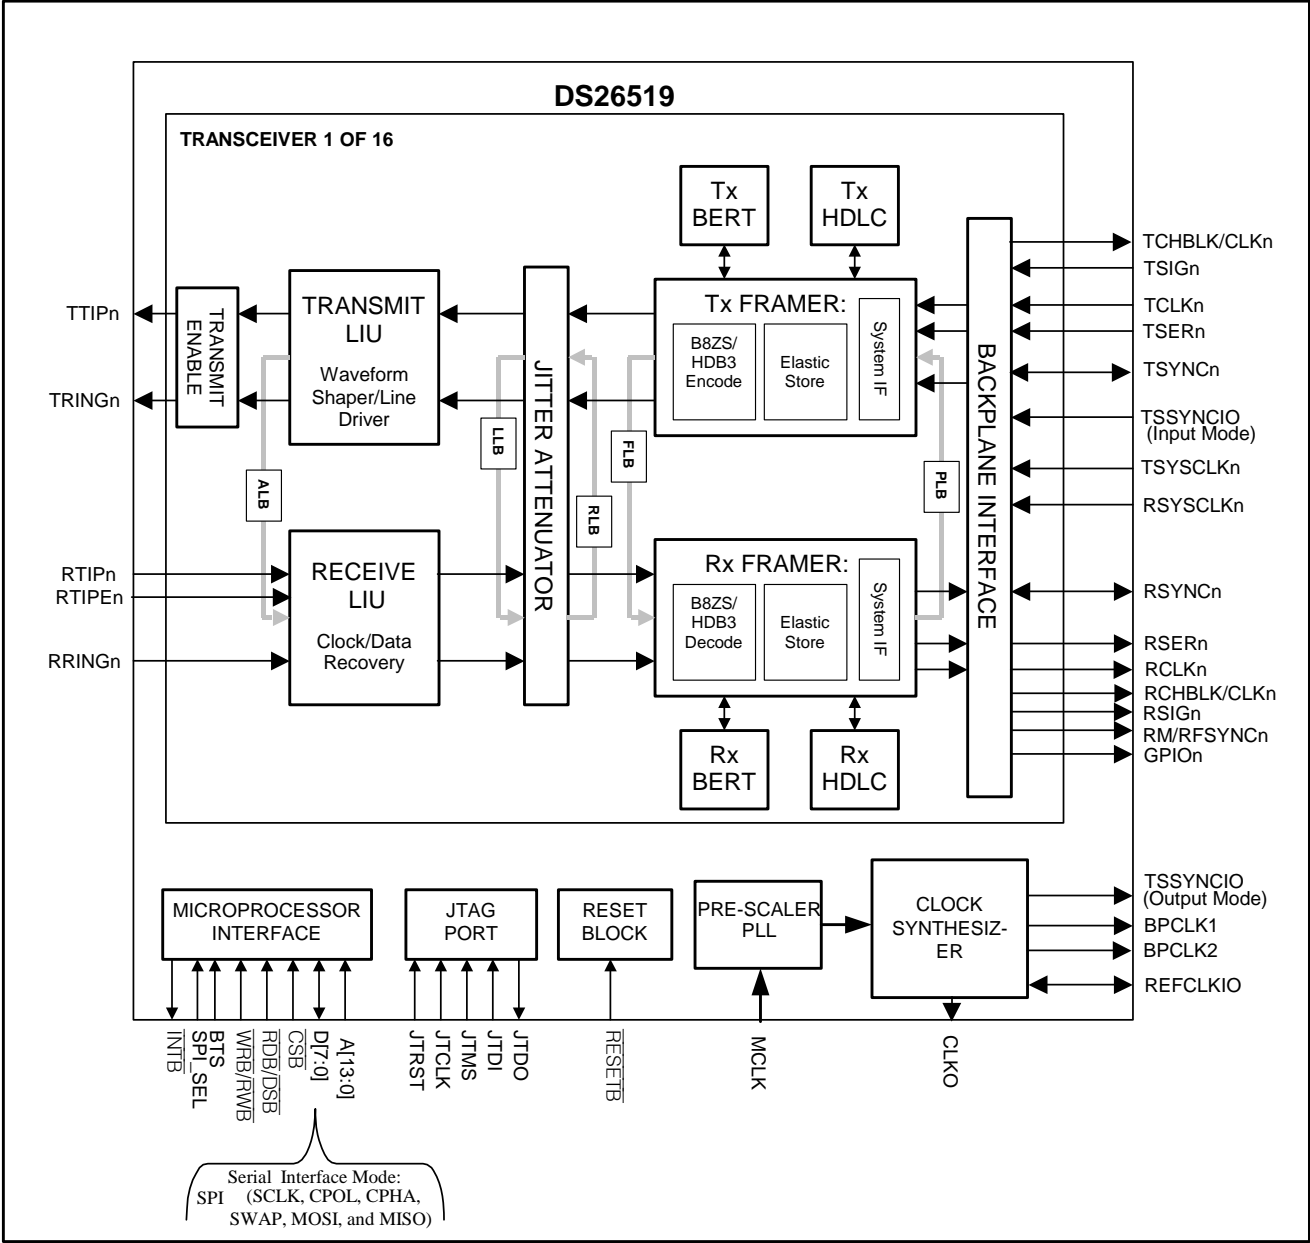 DS26519
TRANSCEIVER 1 OF 16
Tx
BERT
Tx
HDLC
TRANSMIT
ENABLE
TRANSMIT
LIU
Waveform
Shaper/Line
Driver
JITTER ATTENUATOR
Tx FRAMER:
B8ZS/
HDB3
Encode
Elastic
Store
System IF
BACKPLANE INTERFACE
TTIPn
TRINGn
ALB
LLB
RLB
FLB
PLB
RTIPn
RTIPEn
RRINGn
RECEIVE
LIU
Clock/Data
Recovery
Rx FRAMER:
B8ZS/
HDB3
Decode
Elastic
Store
System IF
Rx
BERT
Rx
HDLC
TCHBLK/CLKn
TSIGn
TCLKn
TSERn
TSYNCn
TSSYNCIO
(Input Mode)
TSYSCLKn
RSYSCLKn
RSYNCn
RSERn
RCLKn
RCHBLK/CLKn
RSIGn
RM/RFSYNCn
GPIOn
MICROPROCESSOR
INTERFACE
JTAG
PORT
RESET
BLOCK
PRE-SCALER
PLL
CLOCK
SYNTHESIZ-
ER
TSSYNCIO
(Output Mode)
BPCLK1
BPCLK2
REFCLKIO
INTB
SPI_SEL
BTS
WRB/RWB
RDB/DSB
CSB
D[7:0]
A[13:0]
JTRST
JTCLK
JTMS
JTDI
JTDO
RESETB
MCLK
CLKO
Serial Interface Mode:
SPI (SCLK, CPOL, CPHA,
SWAP, MOSI, and MISO)